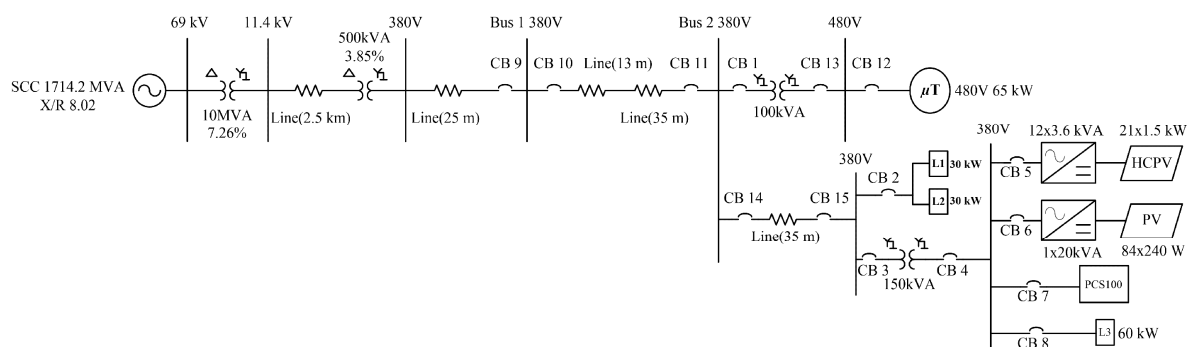 69 kV
11.4 kV
380V
Bus 1 380V
Bus 2 380V
480V
500kVA
3.85%
SCC 1714.2 MVA
X/R 8.02
10MVA
7.26%
Line(2.5 km)
Line(25 m)
CB 9
CB 10
Line(13 m)
Line(35 m)
CB 11
CB 1
CB 13
100kVA
CB 12
μT
480V 65 kW
CB 14
Line(35 m)
CB 15
380V
CB 2
L1
30 kW
L2
30 kW
CB 3
150kVA
CB 4
380V
CB 5
12x3.6 kVA
21x1.5 kW
HCPV
CB 6
1x20kVA
PV
84x240 W
CB 7
PCS100
CB 8
L3
60 kW